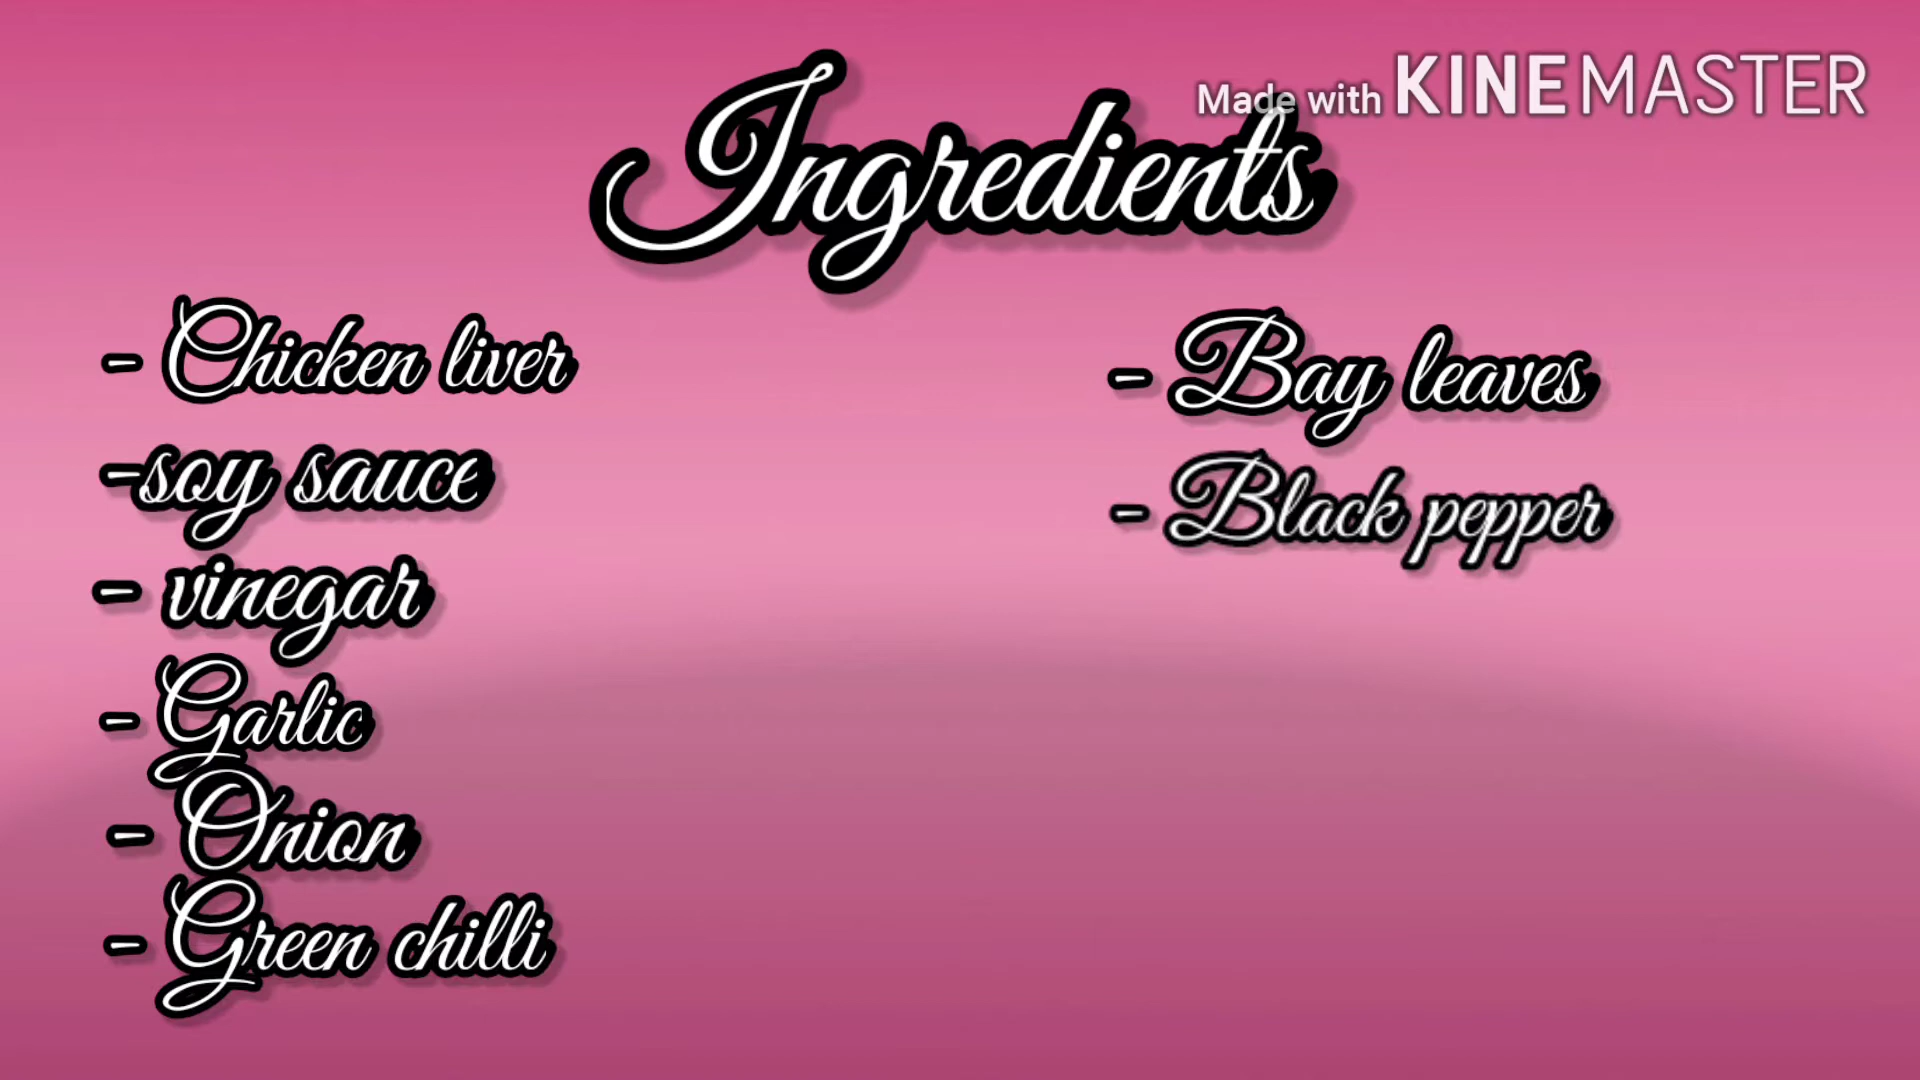 Made with KINEMASTER
Ingredients
- Chicken liver
-soy sauce
- vinegar
- Garlic
- Onion
- Green chilli
- Bay leaves
- Black pepper